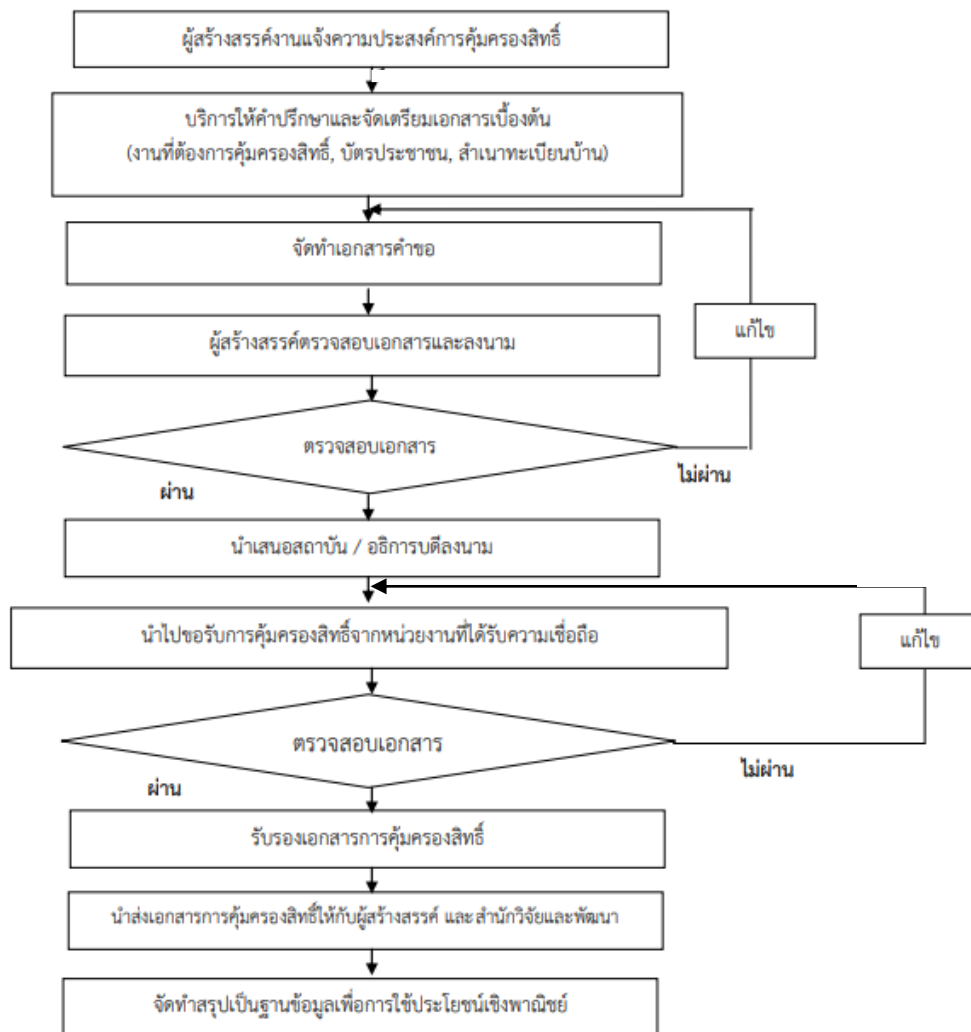 ผู้สร้างสรรค์งานแจ้งความประสงค์การคุ้มครองสิทธิ์
บริการให้คำปรึกษาและจัดเตรียมเอกสารเบื้องต้น
(งานที่ต้องการคุ้มครองสิทธิ์, บัตรประชาชน, สำเนาทะเบียนบ้าน)
จัดทำเอกสารคำขอ
แก้ไข
ผู้สร้างสรรค์ตรวจสอบเอกสารและลงนาม
ตรวจสอบเอกสาร
ไม่ผ่าน
ผ่าน
นำเสนอสถาบัน / อธิการบดีลงนาม
นำไปขอรับการคุ้มครองสิทธิ์จากหน่วยงานที่ได้รับความเชื่อถือ
แก้ไข
ตรวจสอบเอกสาร
ไม่ผ่าน
ผ่าน
รับรองเอกสารการคุ้มครองสิทธิ์
นำส่งเอกสารการคุ้มครองสิทธิ์ให้กับผู้สร้างสรรค์ และสำนักวิจัยและพัฒนา
จัดทำสรุปเป็นฐานข้อมูลเพื่อการใช้ประโยชน์เชิงพาณิชย์